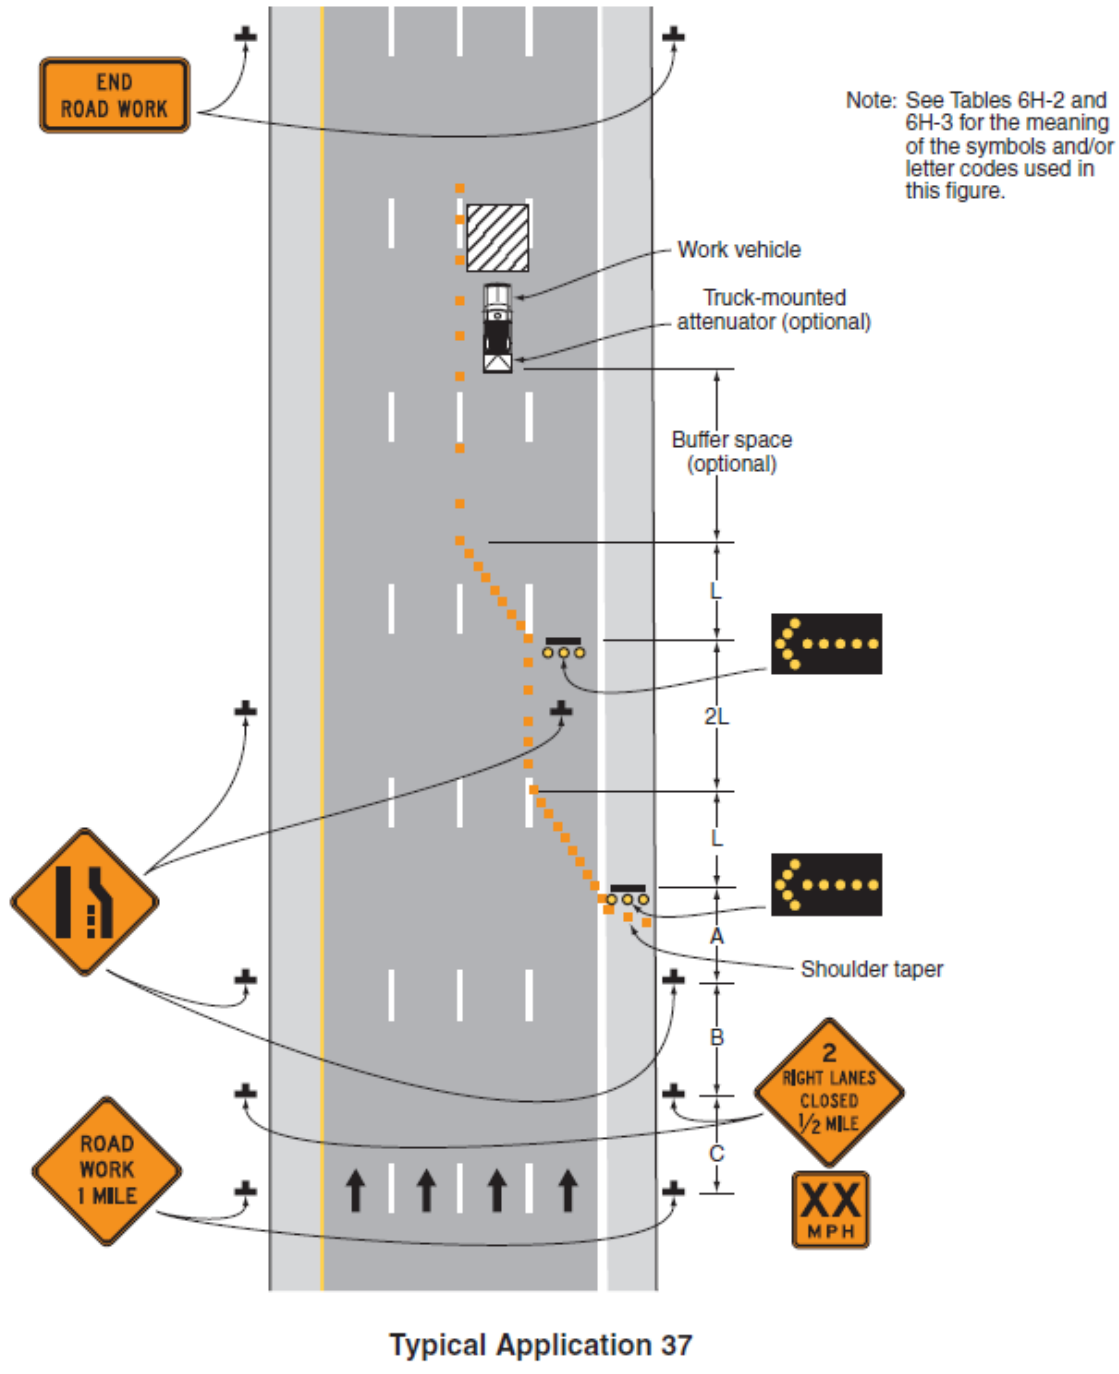 END
ROAD WORK
Note: See Tables 6H-2 and
6H-3 for the meaning
of the symbols and/or
letter codes used in
this figure.
Work vehicle
Truck-mounted
attenuator (optional)
Buffer space
(optional)
L
2L
L
A
Shoulder taper
B
2
RIGHT LANES
CLOSED
1/2 MILE
ROAD
WORK
1 MILE
C
XX
MPH
Typical Application 37